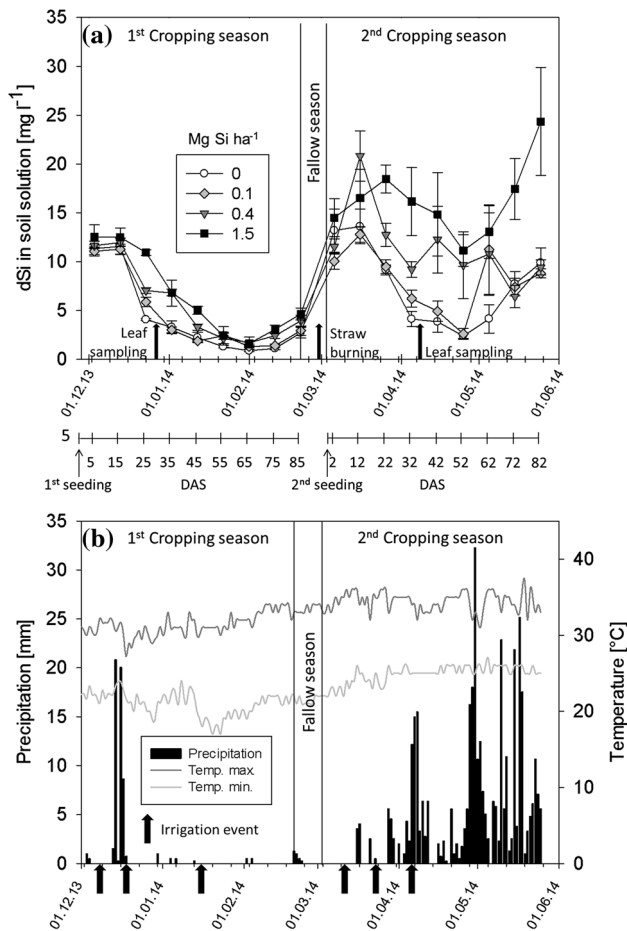 (a)
1st Cropping season
Fallow season
2nd Cropping season
dSi in soil solution [mg l-1]
35
30
25
20
15
10
5
0
Mg Si ha-1
0
0.1
0.4
1.5
Leaf sampling
Straw burning
Leaf sampling
01.12.13
01.01.14
01.02.14
01.03.14
01.04.14
01.05.14
01.06.14
5
5 15 25 35 45 55 65 75 85
2 12 22 32 42 52 62 72 82
1st seeding
DAS
2nd seeding
DAS
(b)
1st Cropping season
Fallow season
2nd Cropping season
Precipitation [mm]
35
30
25
20
15
10
5
0
Temperature [°C]
40
30
20
10
0
Precipitation
Temp. max.
Temp. min.
Irrigation event
01.12.13
01.01.14
01.02.14
01.03.14
01.04.14
01.05.14
01.06.14